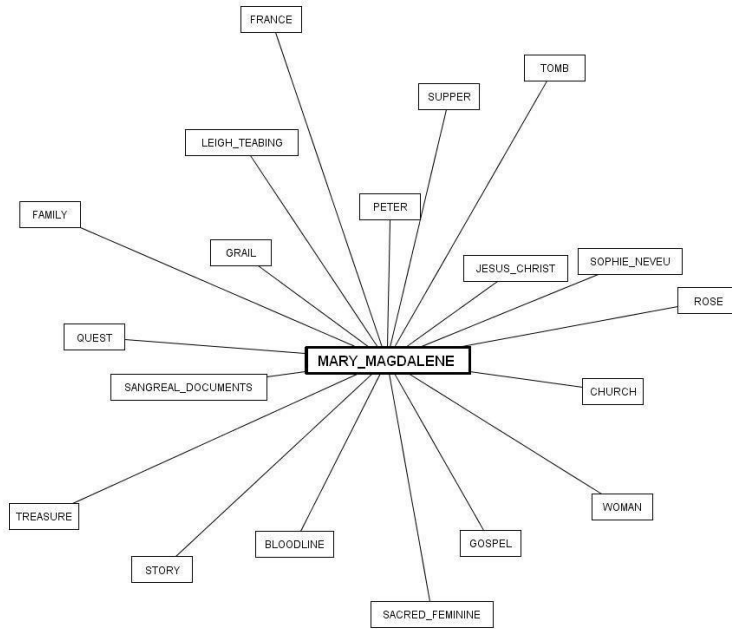 FRANCE
TOMB
SUPPER
LEIGH_TEABING
PETER
FAMILY
GRAIL
JESUS_CHRIST
SOPHIE_NEVEU
ROSE
QUEST
MARY_MAGDALENE
SANGREAL_DOCUMENTS
CHURCH
TREASURE
WOMAN
BLOODLINE
GOSPEL
STORY
SACRED_FEMININE